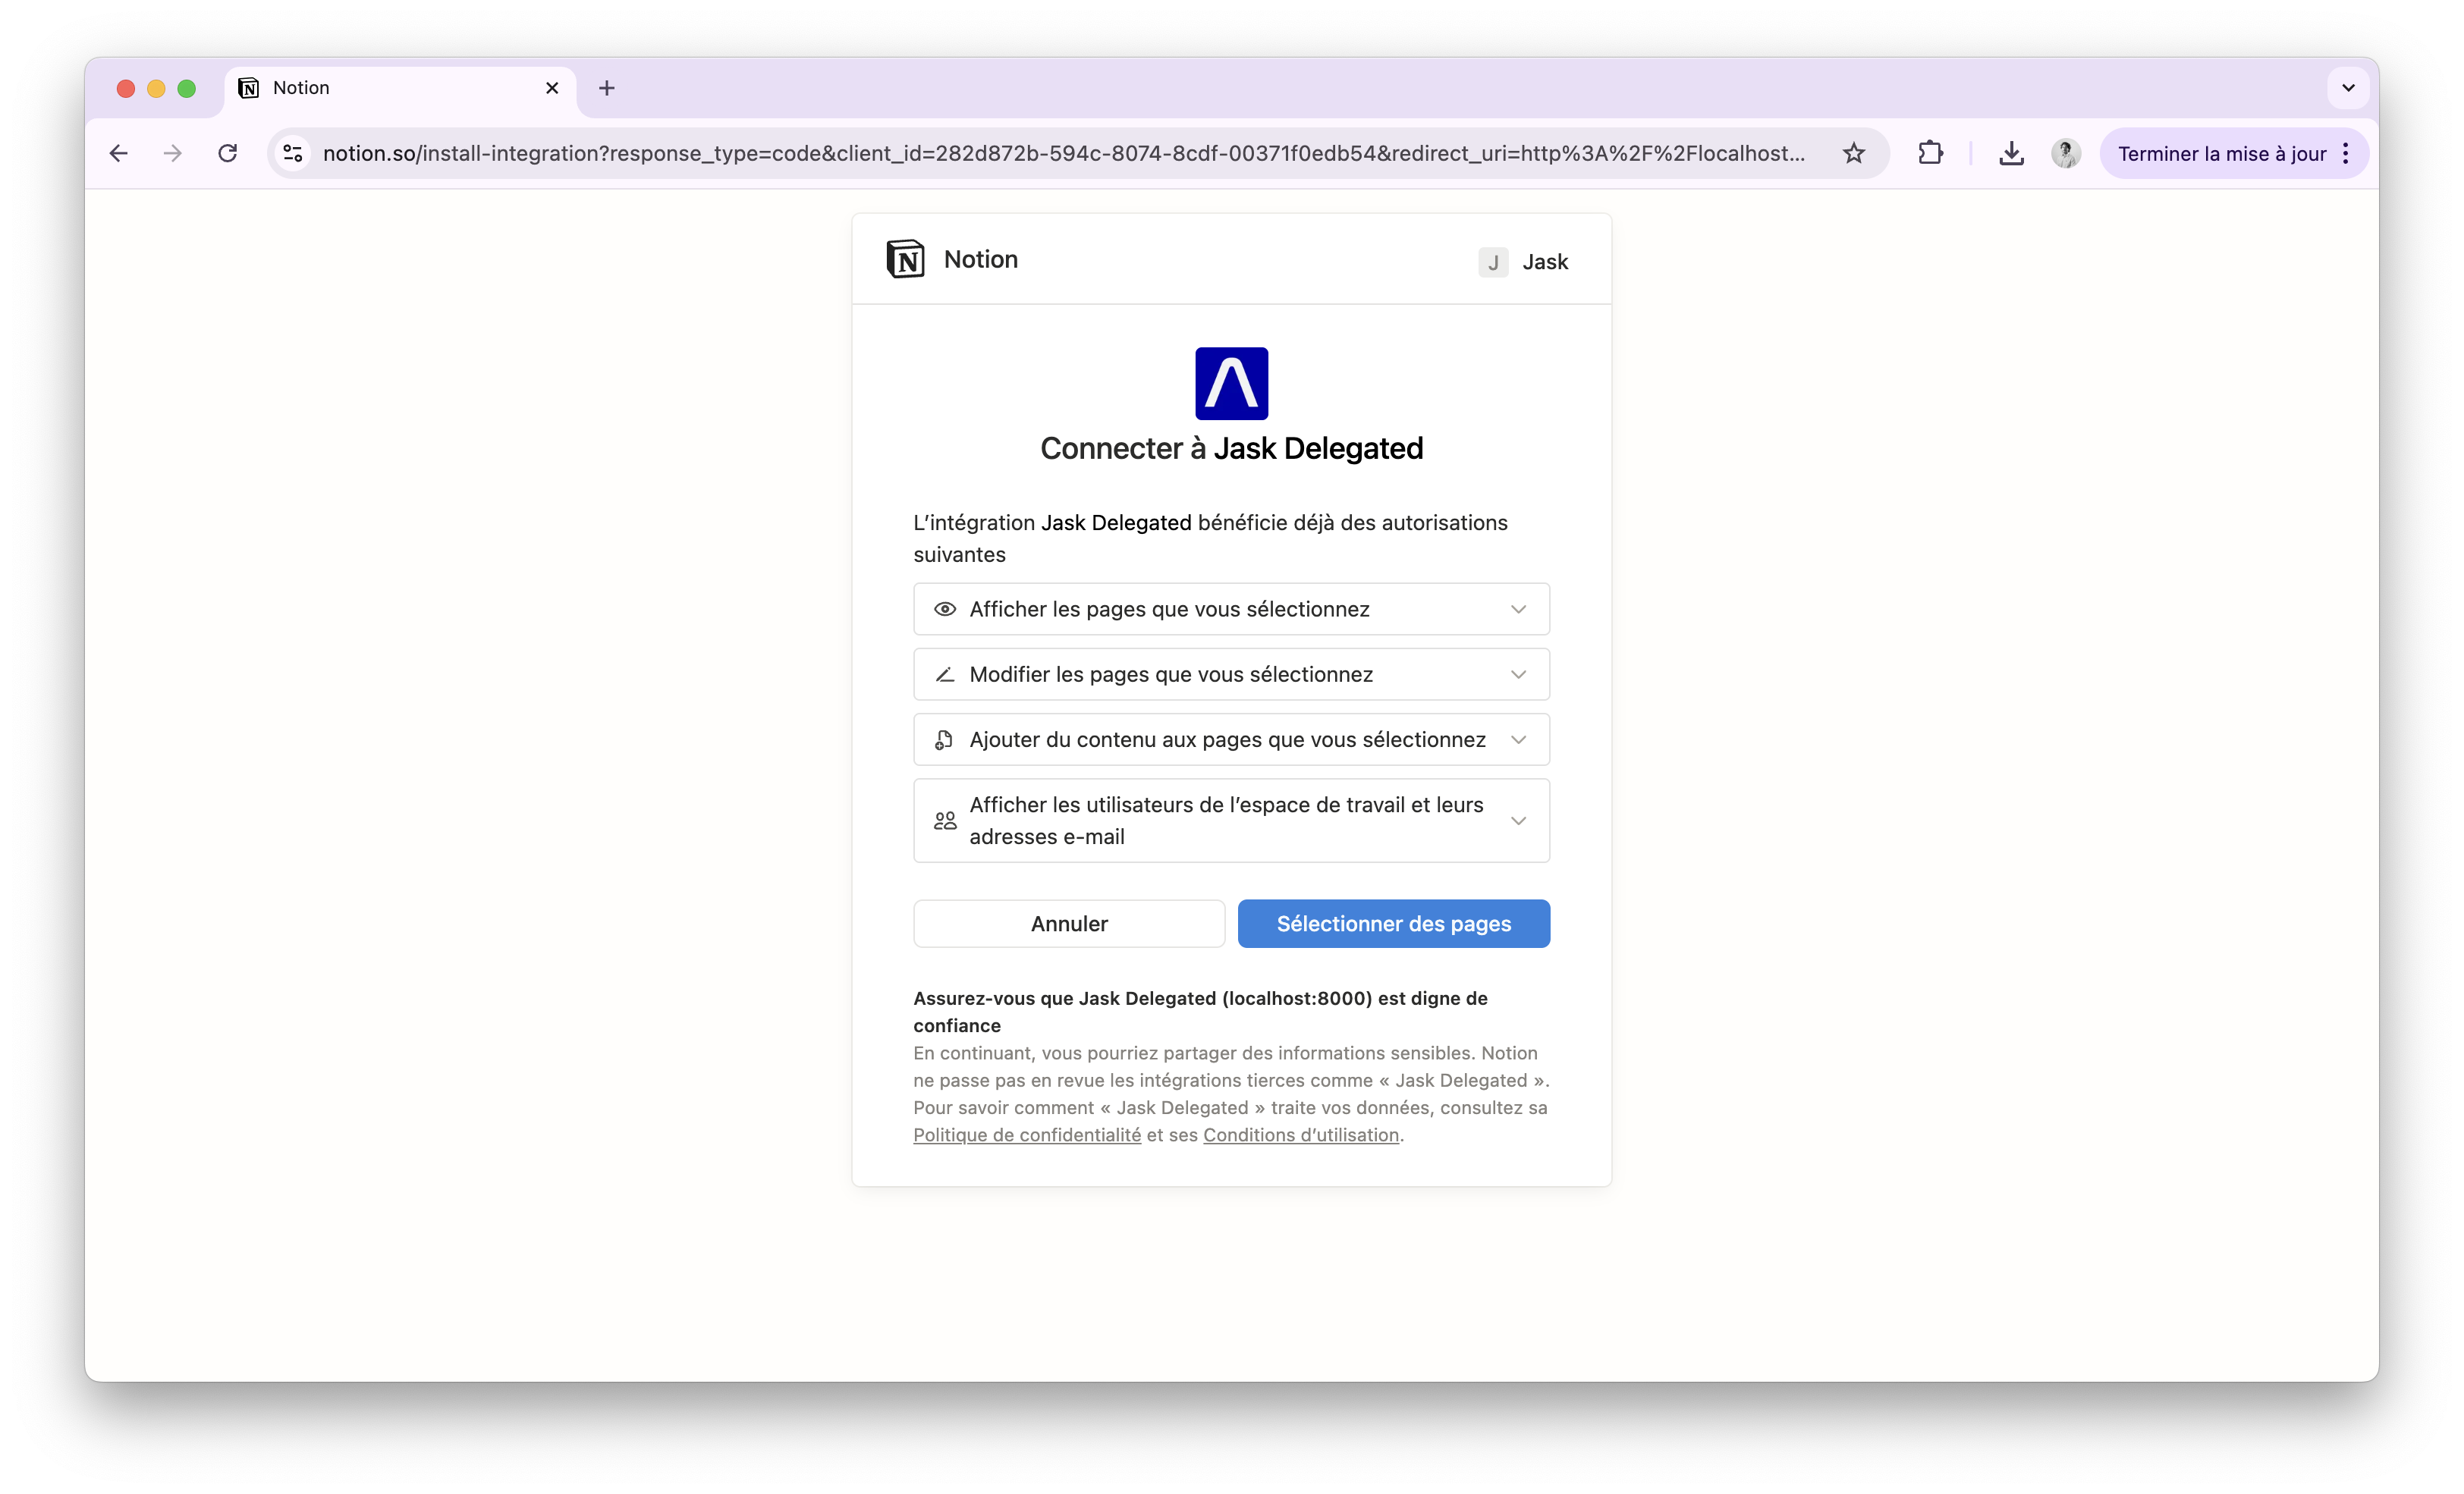 Notion
notion.so/install-integration?response_type=code&client_id=282d872b-594c-8074-8cdf-00371f0edb54&redirect_uri=http%3A%2F%2Flocalhost...
Terminer la mise à jour
Notion
J Jask
Connecter à Jask Delegated
L’intégration Jask Delegated bénéficie déjà des autorisations
suivantes
Afficher les pages que vous sélectionnez
Modifier les pages que vous sélectionnez
Ajouter du contenu aux pages que vous sélectionnez
Afficher les utilisateurs de l’espace de travail et leurs
adresses e-mail
Annuler
Sélectionner des pages
Assurez-vous que Jask Delegated (localhost:8000) est digne de
confiance
En continuant, vous pourriez partager des informations sensibles. Notion
ne passe pas en revue les intégrations tierces comme « Jask Delegated ».
Pour savoir comment « Jask Delegated » traite vos données, consultez sa
Politique de confidentialité et ses Conditions d’utilisation.